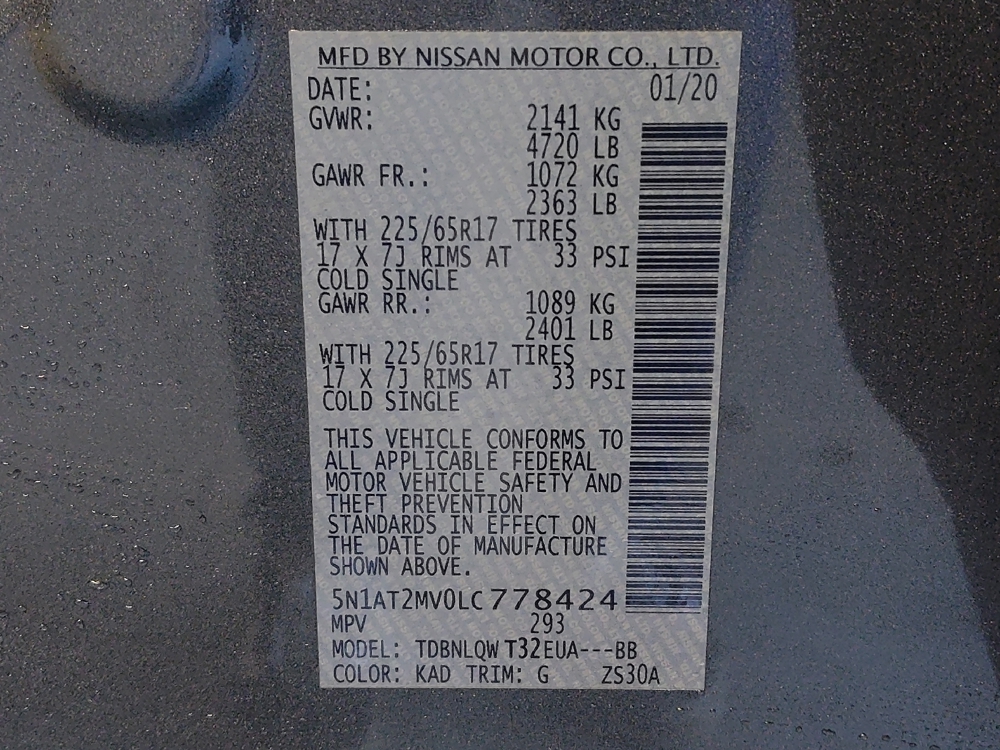 MFD BY NISSAN MOTOR CO., LTD.
DATE: 01/20
GVWR: 2141 KG
4720 LB
GAWR FR.: 1072 KG
2363 LB
WITH 225/65R17 TIRES
17 X 7J RIMS AT 33 PSI
COLD SINGLE
GAWR RR.: 1089 KG
2401 LB
WITH 225/65R17 TIRES
17 X 7J RIMS AT 33 PSI
COLD SINGLE
THIS VEHICLE CONFORMS TO
ALL APPLICABLE FEDERAL
MOTOR VEHICLE SAFETY AND
THEFT PREVENTION
STANDARDS IN EFFECT ON
THE DATE OF MANUFACTURE
SHOWN ABOVE.
5N1AT2MV0LC778424
MPV 293
MODEL: TDBNLQW T32EUA---BB
COLOR: KAD TRIM: G ZS30A